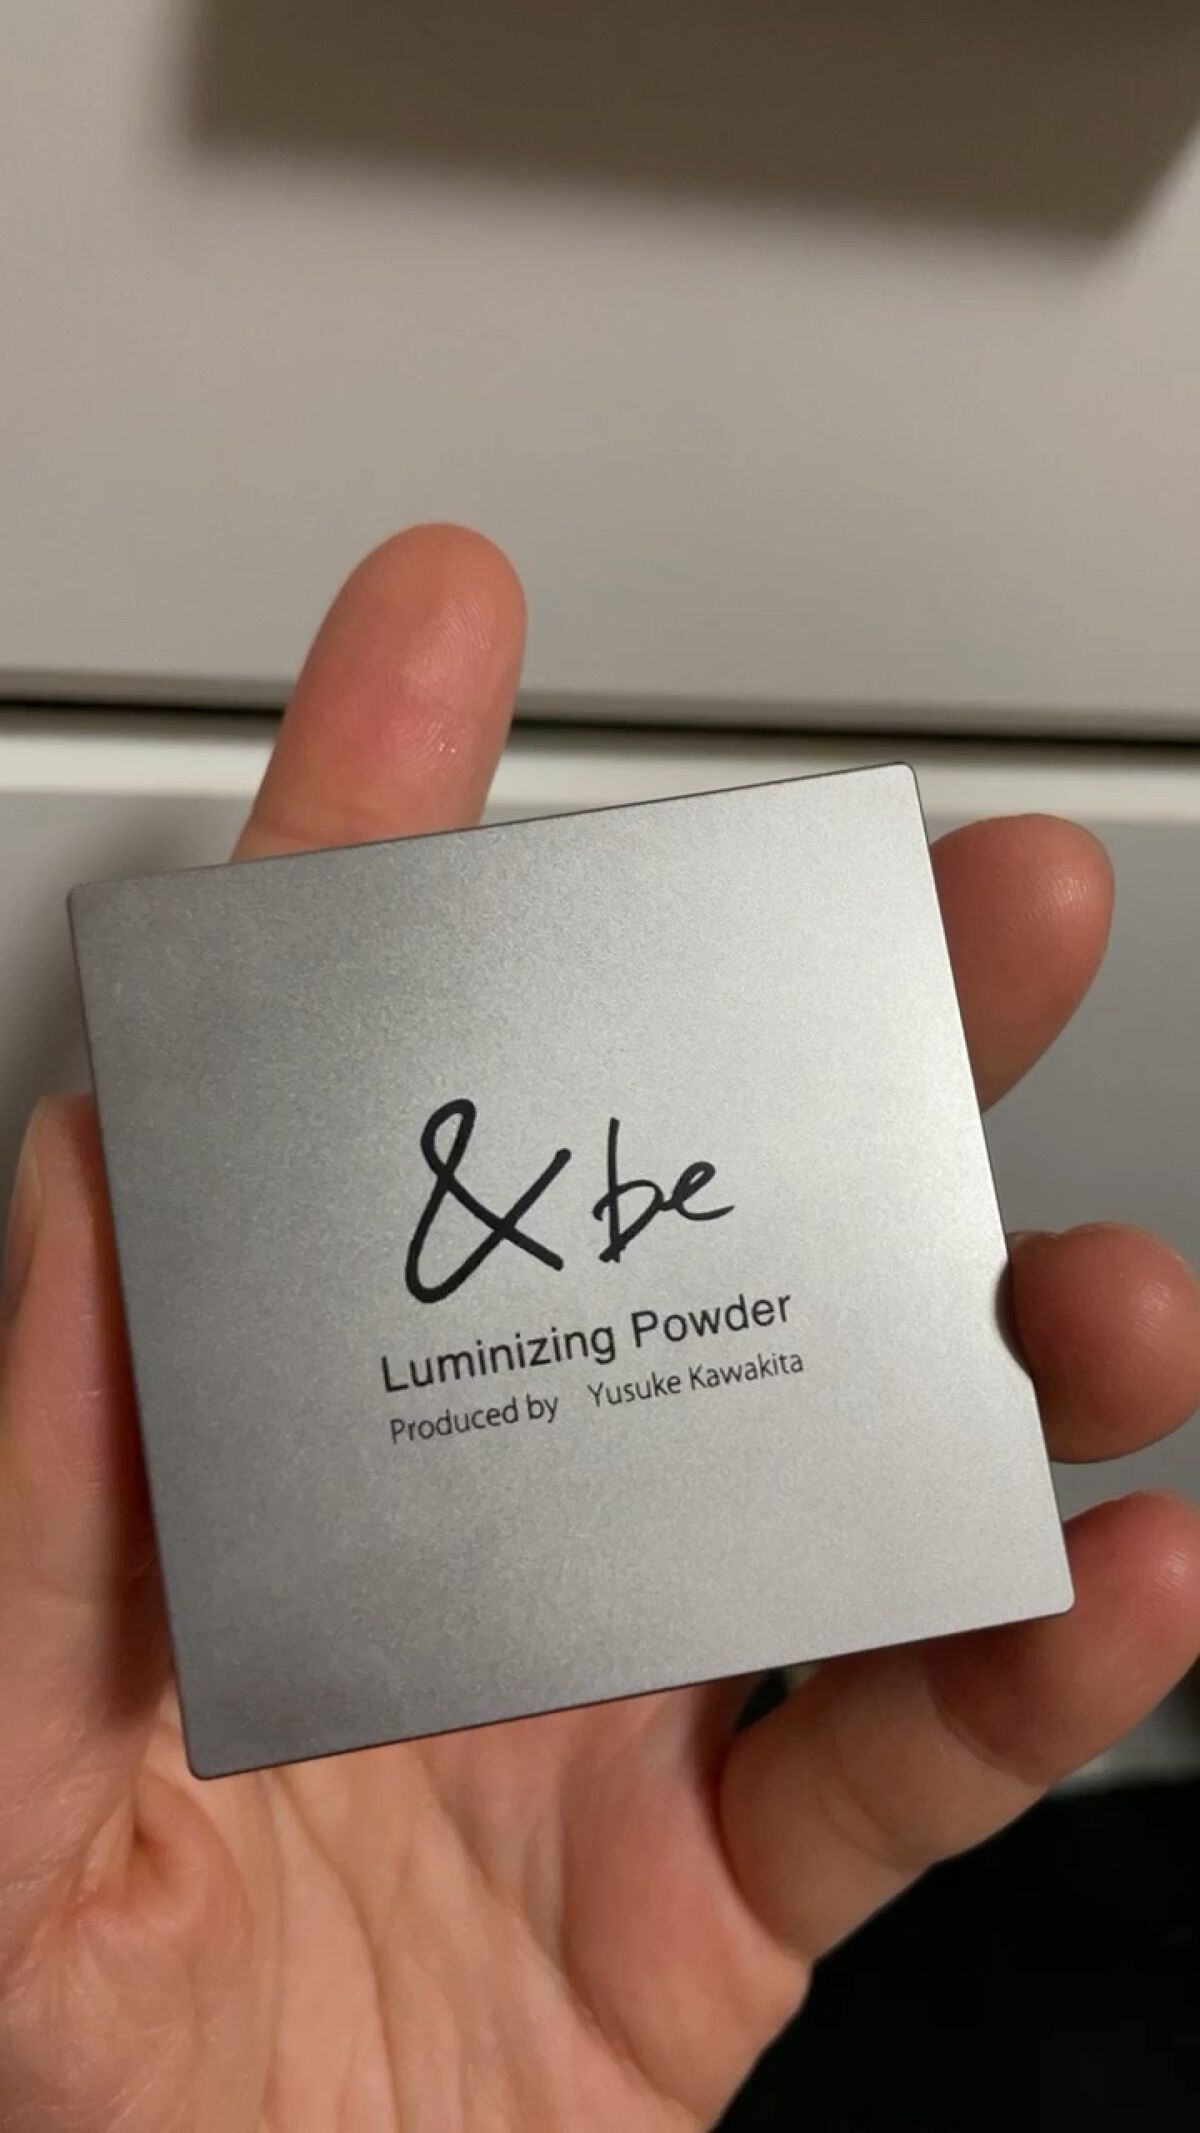 & be
Luminizing Powder
Produced by Yusuke Kawakita